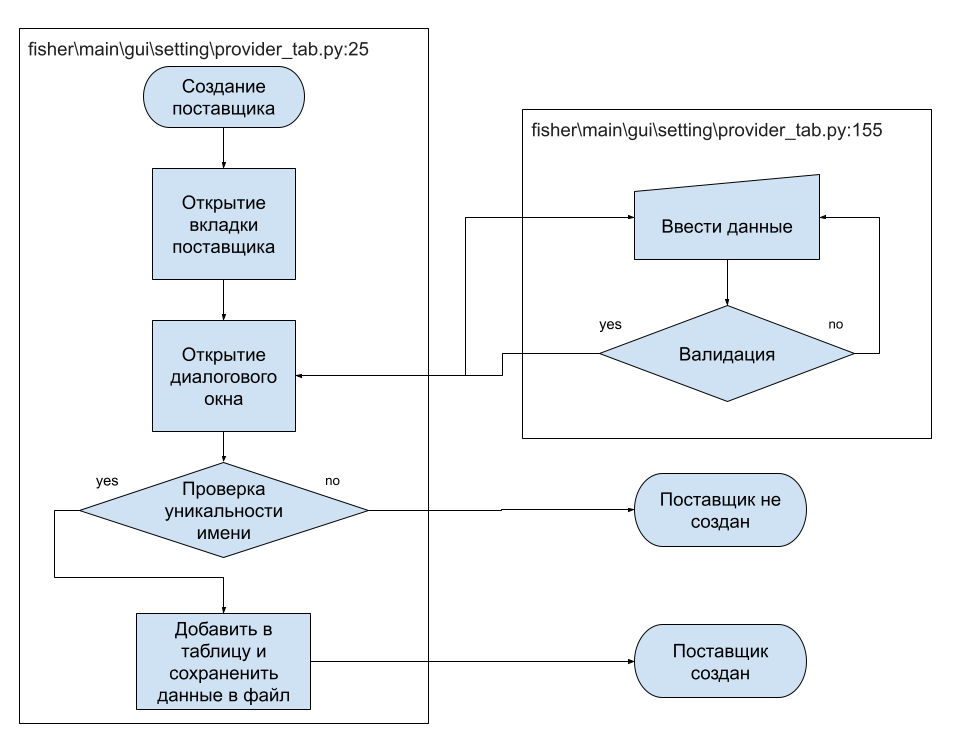 fisher\main\gui\setting\provider_tab.py:25
Создание
поставщика
Открытие
вкладки
поставщика
Открытие
диалогового
окна
yes
no
Проверка
уникальности
имени
Добавить в
таблицу и
сохраненить
данные в файл
fisher\main\gui\setting\provider_tab.py:155
Ввести данные
yes
no
Валидация
Поставщик не
создан
Поставщик
создан